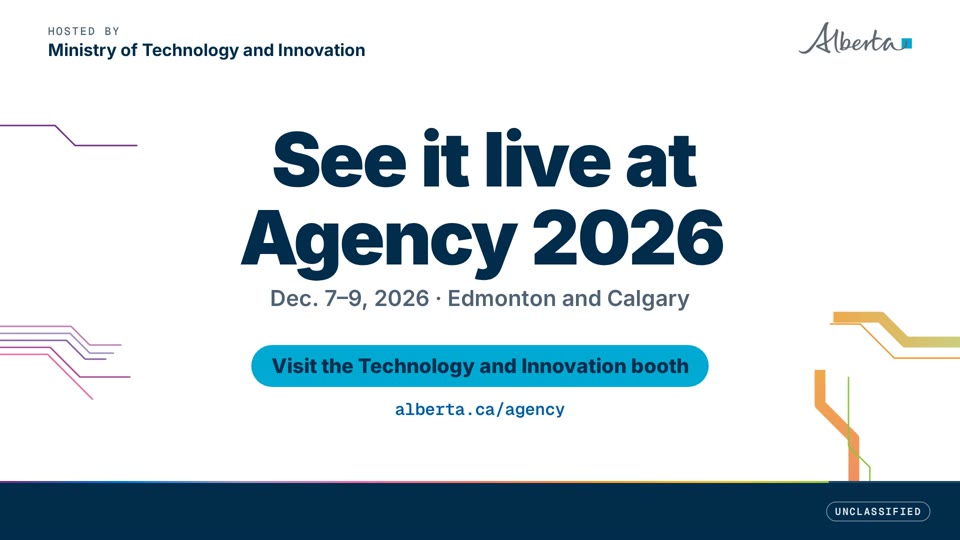 HOSTED BY
Ministry of Technology and Innovation
Alberta
See it live at
Agency 2026
Dec. 7–9, 2026 · Edmonton and Calgary
Visit the Technology and Innovation booth
alberta.ca/agency
UNCLASSIFIED